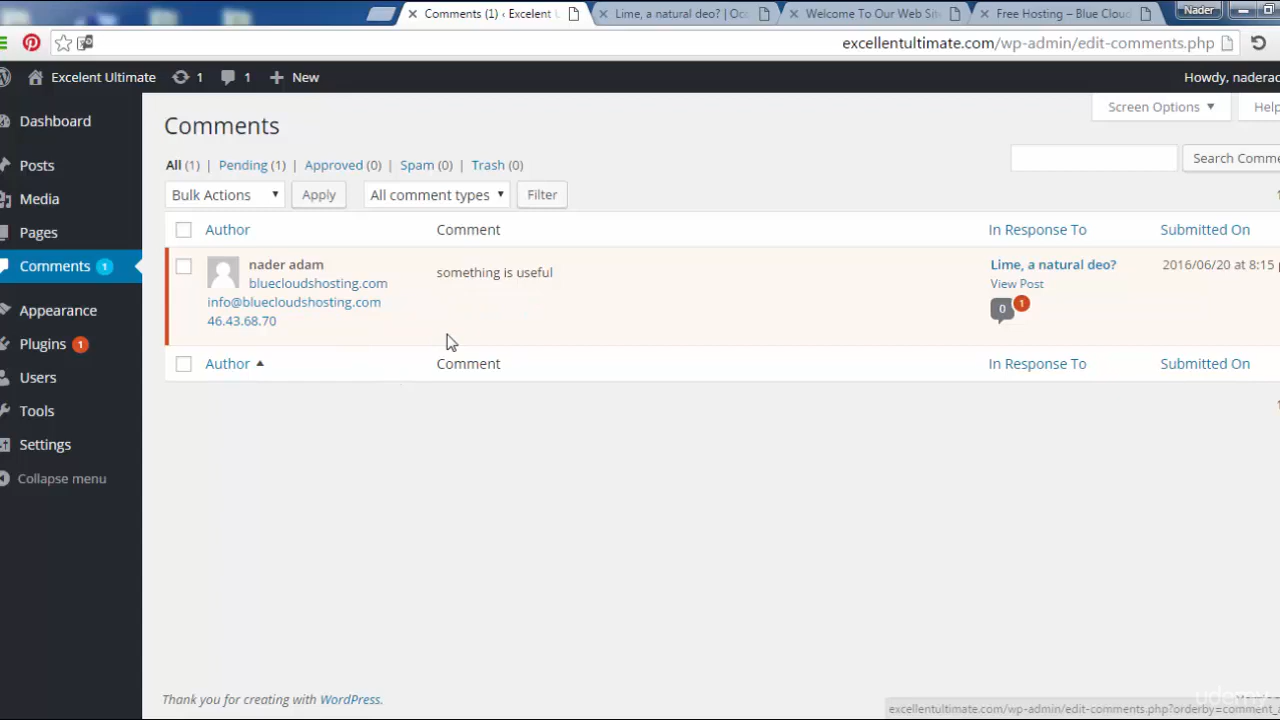 Comments (1) ‹ Excelent U
Lime, a natural deo? | Oc
Welcome To Our Web Sit
Free Hosting – Blue Cloud
Nader
excellentultimate.com/wp-admin/edit-comments.php
Excelent Ultimate 1 1 New
Howdy, naderad
Dashboard
Posts
Media
Pages
Comments 1
Appearance
Plugins 1
Users
Tools
Settings
Collapse menu
Screen Options Help
Comments
All (1) | Pending (1) | Approved (0) | Spam (0) | Trash (0)
Search Comme
Bulk Actions Apply All comment types Filter
Author Comment In Response To Submitted On
nader adam something is useful Lime, a natural deo? 2016/06/20 at 8:15
bluecloudshosting.com View Post
info@bluecloudshosting.com 0 1
46.43.68.70
Author Comment In Response To Submitted On
Thank you for creating with WordPress.
udemy
excellentultimate.com/wp-admin/edit-comments.php?orderby=comment_a